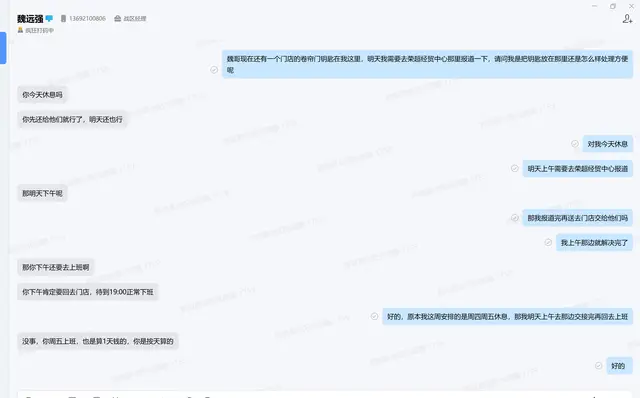 魏远强
13692100806
战区经理
疯狂打码中
魏哥现在还有一个门店的卷帘门钥匙在我这里，明天我需要去荣超经贸中心那里报道一下，请问我是把钥匙放在那里还是怎么样处理方便
呢
你今天休息吗
你先还给他们就行了，明天还也行
对我今天休息
明天上午需要去荣超经贸中心报道
那明天下午呢
那我报道完再送去门店交给他们吗
我上午那边就解决完了
那你下午还要去上班啊
你下午肯定要回去门店，待到19:00正常下班
好的，原本我这周安排的是周四周五休息，那我明天上午去那边交接完再回去上班
没事，你周五上班，也是算1天钱的，你是按天算的
好的